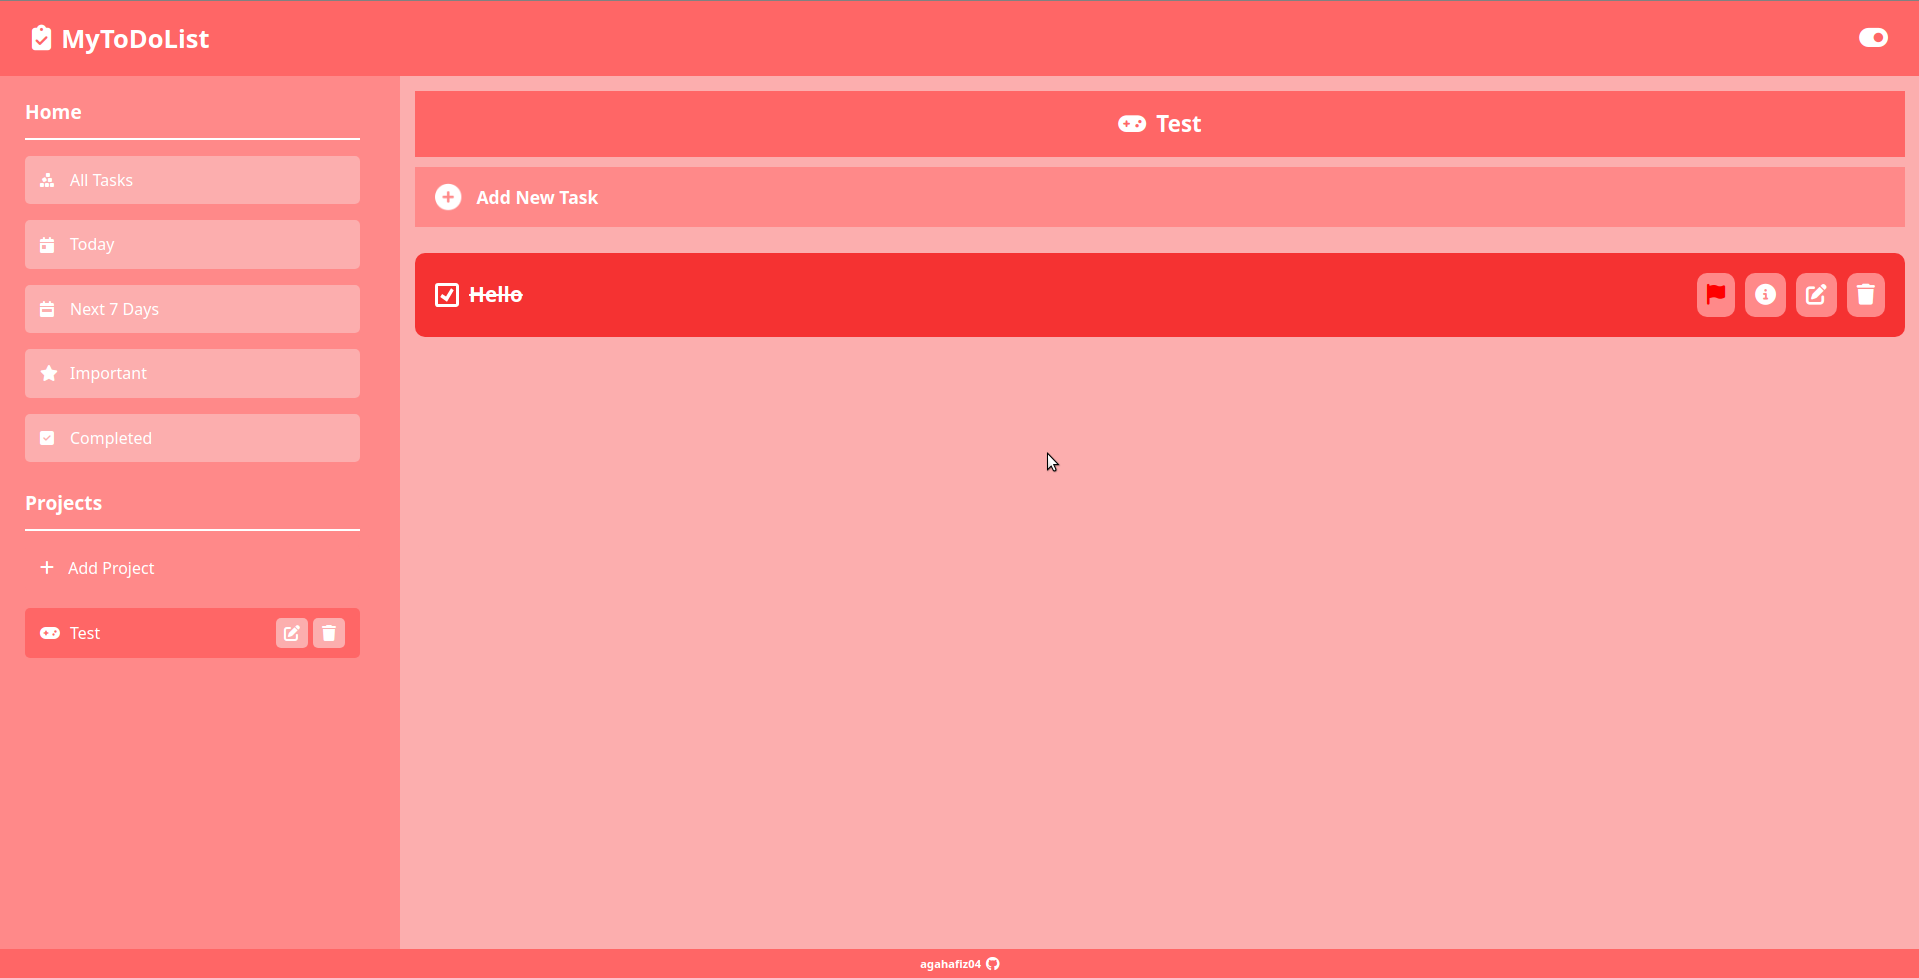 MyToDoList
Home
All Tasks
Today
Next 7 Days
Important
Completed
Projects
Add Project
Test
Test
Add New Task
Hello
agahafiz04